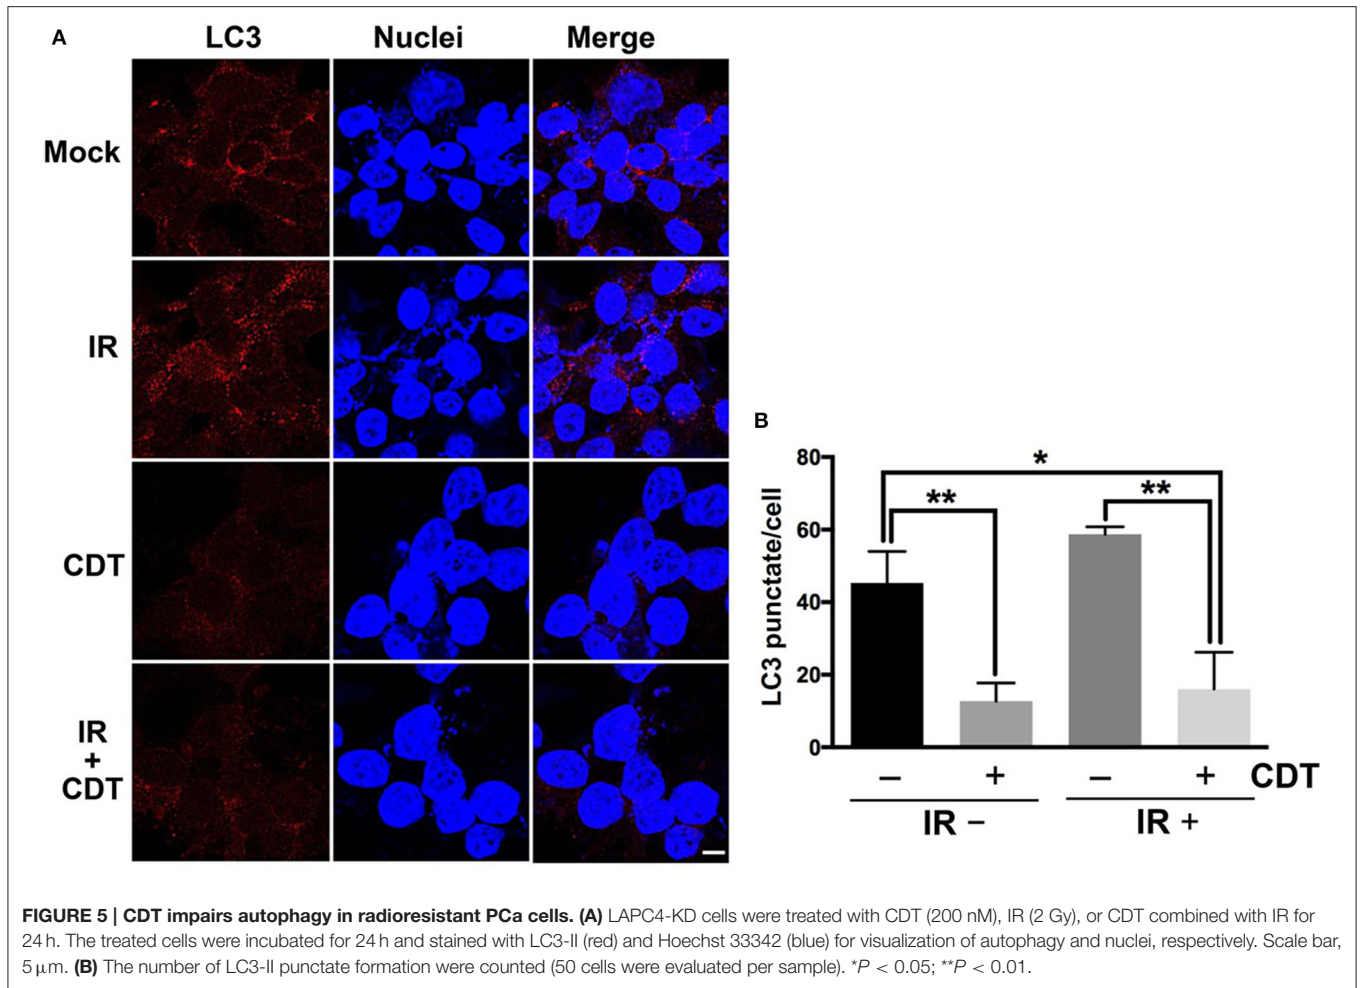 A
LC3 Nuclei Merge
Mock
IR
CDT
IR
+
CDT
B
LC3 punctate/cell
80
60
40
20
0
*
**
**
– + – + CDT
IR – IR +
FIGURE 5 | CDT impairs autophagy in radioresistant PCa cells. (A) LAPC4-KD cells were treated with CDT (200 nM), IR (2 Gy), or CDT combined with IR for
24 h. The treated cells were incubated for 24 h and stained with LC3-II (red) and Hoechst 33342 (blue) for visualization of autophagy and nuclei, respectively. Scale bar,
5 μm. (B) The number of LC3-II punctate formation were counted (50 cells were evaluated per sample). *P < 0.05; **P < 0.01.